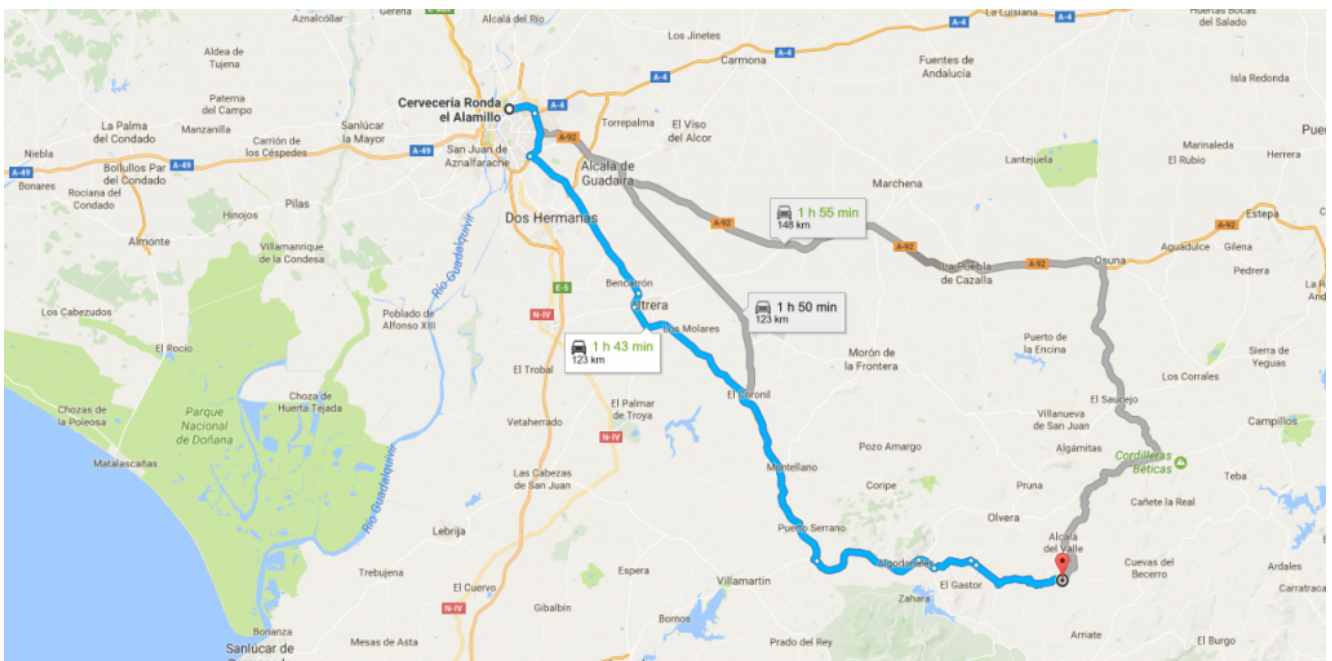 Aznalcóllar
Gerena
Alcalá del Río
La Luisiana
Huertas Bocas
del Salado
Los Jinetes
A-4
Carmona
Fuentes de
Andalucía
Aldea de
Tujena
A-4
Isla Redonda
Paterna
del Campo
Cervecería Ronda
el Alamillo
A-4
Torrepalma
El Viso
del Alcor
La Palma
del Condado
Manzanilla
Sanlúcar
la Mayor
Carrión de
los Céspedes
A-49
San Juan de
Aznalfarache
A-92
Marinaleda
El Rubio
Herrera
Niebla
Bollullos Par
del Condado
A-49
Lantejuela
A-49
Bonares
Rociana del
Condado
Alcalá de
Guadaíra
Marchena
Pilas
Hinojos
Dos Hermanas
1 h 55 min
148 km
A-92
Estepa
A-92
Almonte
Villamanrique
de la Condesa
Río Guadalquivir
A-92
Aguadulce
Gilena
Osuna
A-92
La Puebla
de Cazalla
Pedrera
Bencarrón
E-5
Utrera
Los Cabezudos
Poblado de
Alfonso XIII
N-IV
1 h 50 min
123 km
Los Molares
El Rocío
1 h 43 min
123 km
Puerto de
la Encina
Morón de
la Frontera
Sierra de
Yeguas
El Trobal
Los Corrales
Choza de
Huerta Tejada
El Coronil
El Saucejo
Chozas de
la Poleosa
Parque
Nacional
de Doñana
El Palmar
de Troya
Villanueva
de San Juan
Campillos
Vetaherrado
N-IV
Pozo Amargo
Algámitas
Cordilleras
Béticas
Matalascañas
Montellano
Las Cabezas
de San Juan
Teba
Coripe
Pruna
Río Guadalquivir
Cañete la Real
Olvera
Lebrija
Puerto Serrano
Alcalá
del Valle
Cuevas del
Becerro
Algodonales
Ardales
Trebujena
Espera
Villamartin
El Gastor
El Cuervo
Zahara
Carratraca
N-IV
Gibalbín
Bornos
Bonanza
Mesas de Asta
Prado del Rey
Arriate
El Burgo
Sanlúcar de